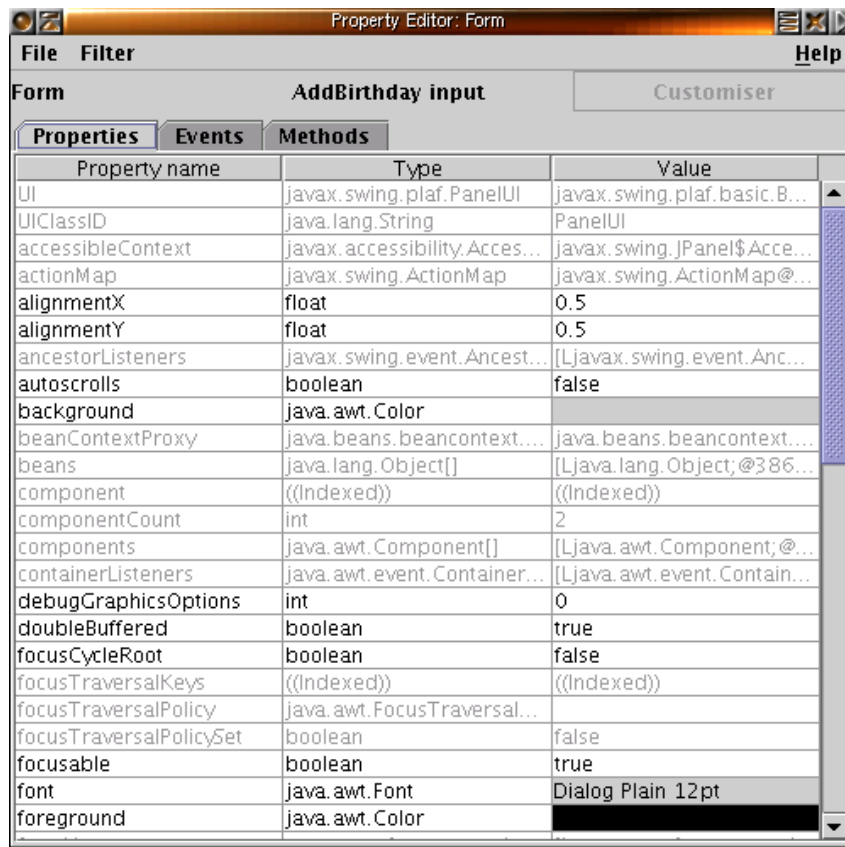 Property Editor: Form
File Filter Help
Form AddBirthday input Customiser
Properties Events Methods
Property name Type Value
UI javax.swing.plaf.PanelUI javax.swing.plaf.basic.B...
UIClassID java.lang.String PanelUI
accessibleContext javax.accessibility.Acces... javax.swing.JPanel$Acce...
actionMap javax.swing.ActionMap javax.swing.ActionMap@...
alignmentX float 0.5
alignmentY float 0.5
ancestorListeners javax.swing.event.Ancest... [Ljavax.swing.event.Anc...
autoscrolls boolean false
background java.awt.Color
beanContextProxy java.beans.beancontext.... java.beans.beancontext....
beans java.lang.Object[] [Ljava.lang.Object;@386...
component ((Indexed)) ((Indexed))
componentCount int 2
components java.awt.Component[] [Ljava.awt.Component;@...
containerListeners java.awt.event.Container... [Ljava.awt.event.Contain...
debugGraphicsOptions int 0
doubleBuffered boolean true
focusCycleRoot boolean false
focusTraversalKeys ((Indexed)) ((Indexed))
focusTraversalPolicy java.awt.FocusTraversal...
focusTraversalPolicySet boolean false
focusable boolean true
font java.awt.Font Dialog Plain 12pt
foreground java.awt.Color